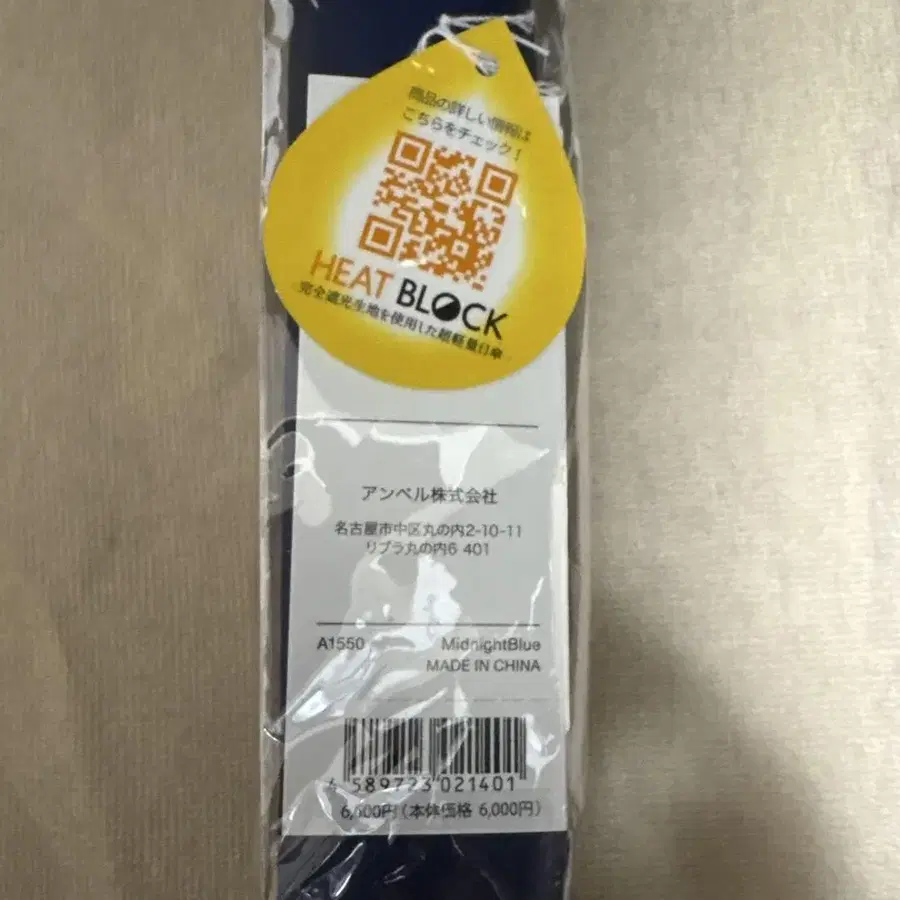 商品の詳しい情報は
こちらをチェック！
HEAT BLOCK
完全遮光生地を使用した超軽量日傘
アンベル株式会社
名古屋市中区丸の内2-10-11
リブラ丸の内6 401
A1550 MidnightBlue
MADE IN CHINA
4 589723 021401
6,600円(本体価格 6,000円)